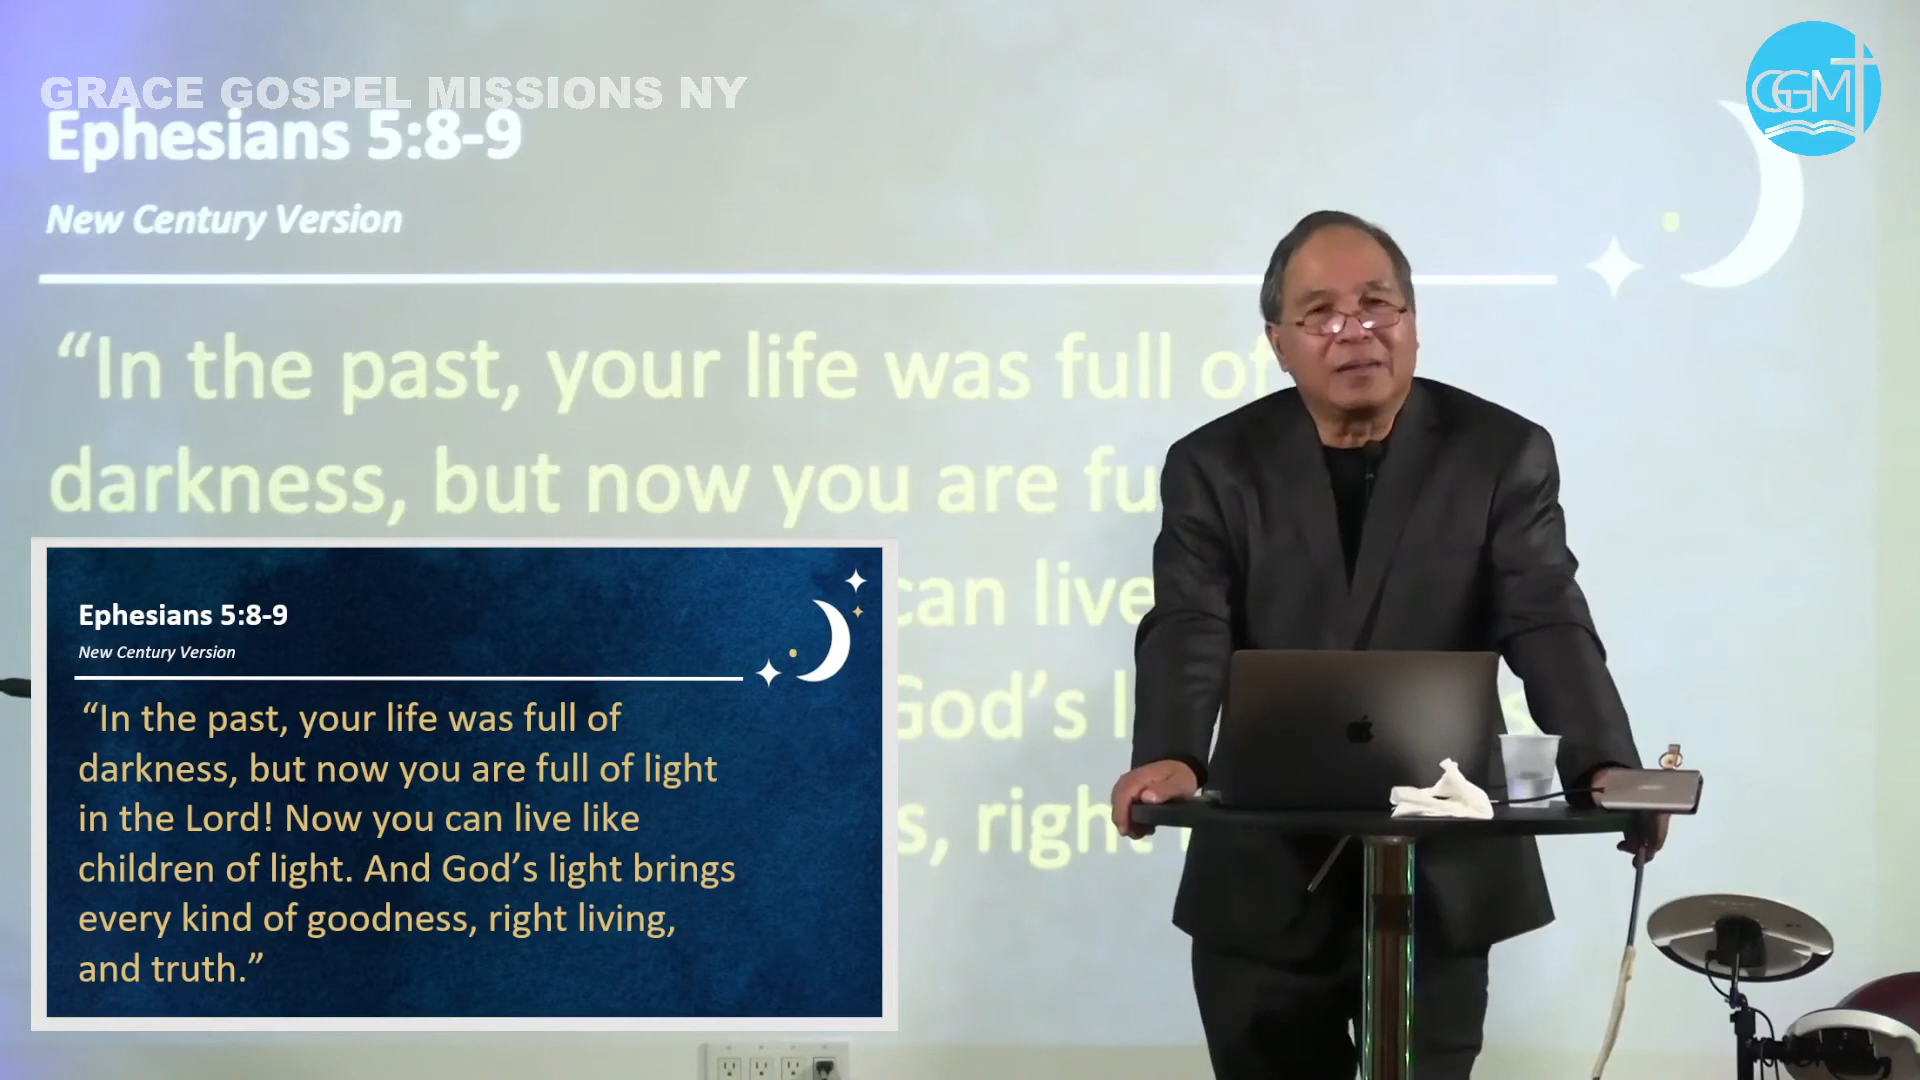 GRACE GOSPEL MISSIONS NY
GGM
Ephesians 5:8-9
New Century Version
“In the past, your life was full of
darkness, but now you are
can live
God’s
Ephesians 5:8-9
New Century Version
“In the past, your life was full of
darkness, but now you are full of light
in the Lord! Now you can live like
children of light. And God’s light brings
every kind of goodness, right living,
and truth.”